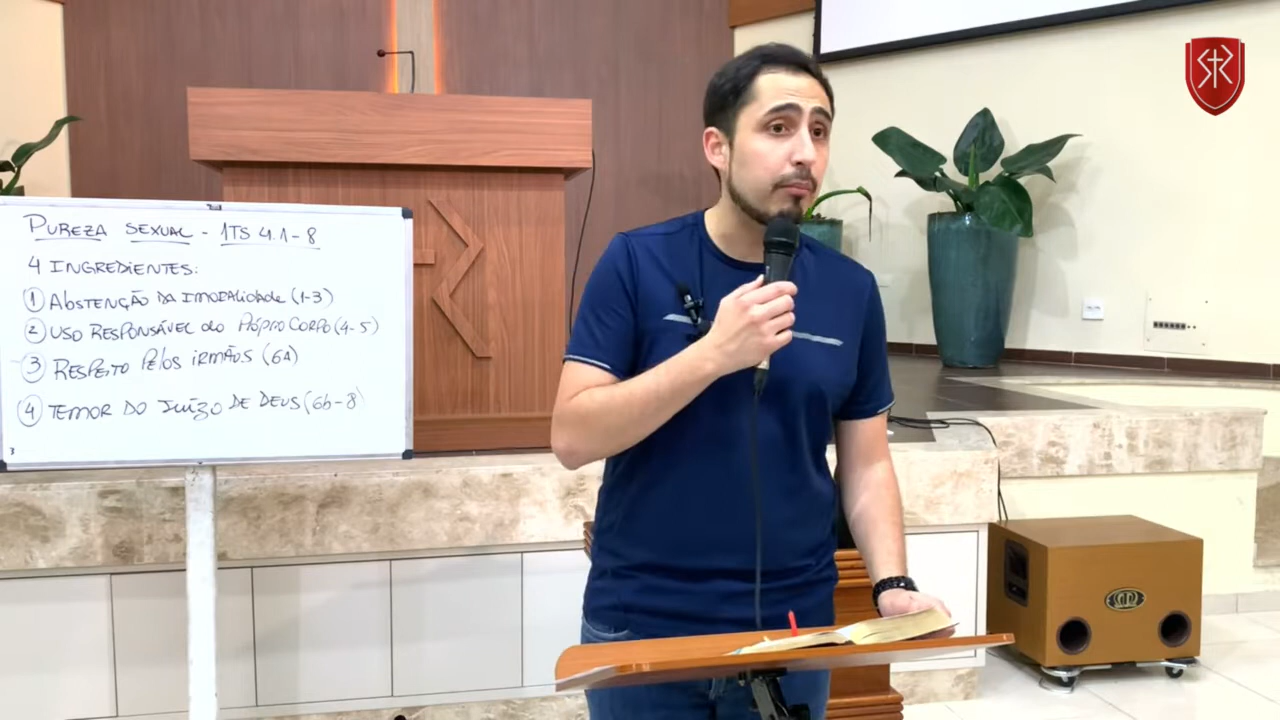 PUREZA SEXUAL - 1TS 4.1-8
4 INGREDIENTES:
1 ABSTENÇÃO DA IMORALIDADE (1-3)
2 USO RESPONSÁVEL do PRÓPRIO CORPO (4-5)
3 RESPEITO PELOS IRMÃOS (6A)
4 TEMOR DO JUÍZO DE DEUS (6b-8)